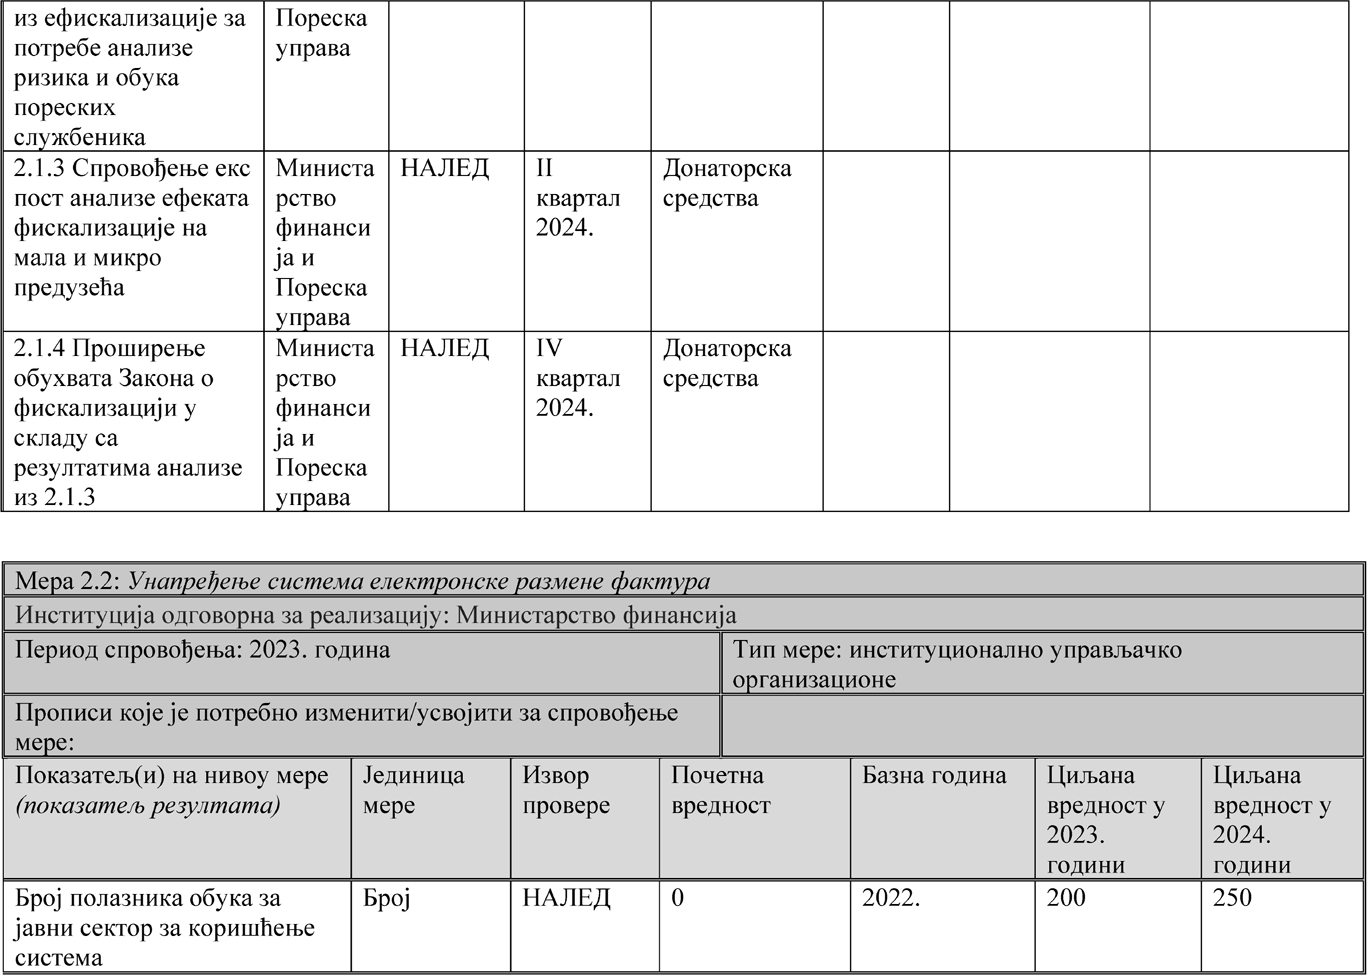 из ефискализације за
потребе анализе
ризика и обука
пореских
службеника
Пореска
управа
2.1.3 Спровођење екс
пост анализе ефеката
фискализације на
мала и микро
предузећа
Министа
рство
финанси
ја и
Пореска
управа
НАЛЕД
II
квартал
2024.
Донаторска
средства
2.1.4 Проширење
обухвата Закона о
фискализацији у
складу са
резултатима анализе
из 2.1.3
Министа
рство
финанси
ја и
Пореска
управа
НАЛЕД
IV
квартал
2024.
Донаторска
средства
Мера 2.2: Унапређење система електронске размене фактура
Институција одговорна за реализацију: Министарство финансија
Период спровођења: 2023. година
Тип мере: институционално управљачко
организационе
Прописи које је потребно изменити/усвојити за спровођење
мере:
Показатељ(и) на нивоу мере
(показатељ резултата)
Јединица
мере
Извор
провере
Почетна
вредност
Базна година
Циљана
вредност у
2023.
години
Циљана
вредност у
2024.
години
Број полазника обука за
јавни сектор за коришћење
система
Број
НАЛЕД
0
2022.
200
250